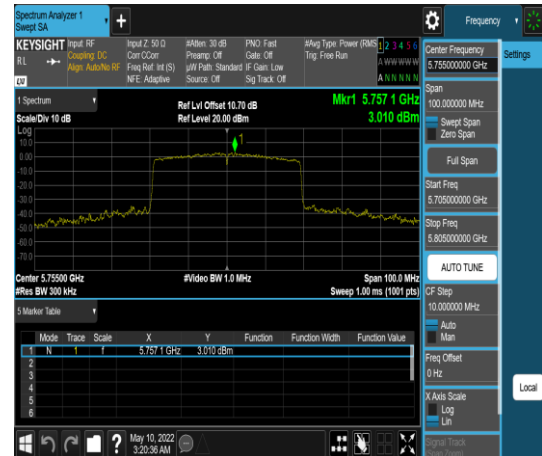 Spectrum Analyzer 1
Swept SA
+
Frequency
KEYSIGHT
RL
LXI
Input: RF
Coupling: DC
Align: Auto/No RF
Input Z: 50 Ω
Corr CCorr
Freq Ref: Int (S)
NFE: Adaptive
#Atten: 30 dB
Preamp: Off
µW Path: Standard
Source: Off
PNO: Fast
Gate: Off
IF Gain: Low
Sig Track: Off
#Avg Type: Power (RMS)
Trig: Free Run
1 2 3 4 5 6
A W W W W W
A N N N N N
1 Spectrum
Scale/Div 10 dB
Log
Ref Lvl Offset 10.70 dB
Ref Level 20.00 dBm
Mkr1 5.757 1 GHz
3.010 dBm
1
10.0
0.00
-10.0
-20.0
-30.0
-40.0
-50.0
-60.0
-70.0
Center 5.75500 GHz
#Res BW 300 kHz
#Video BW 1.0 MHz
Span 100.0 MHz
Sweep 1.00 ms (1001 pts)
5 Marker Table
Mode Trace Scale X Y Function Function Width Function Value
1 N 1 f 5.757 1 GHz 3.010 dBm
2
3
4
5
6
May 10, 2022
3:20:36 AM
Center Frequency
5.755000000 GHz
Span
100.000000 MHz
Swept Span
Zero Span
Full Span
Start Freq
5.705000000 GHz
Stop Freq
5.805000000 GHz
AUTO TUNE
CF Step
10.000000 MHz
Auto
Man
Freq Offset
0 Hz
X Axis Scale
Log
Lin
Signal Track
(Span Zoom)
Settings
Local